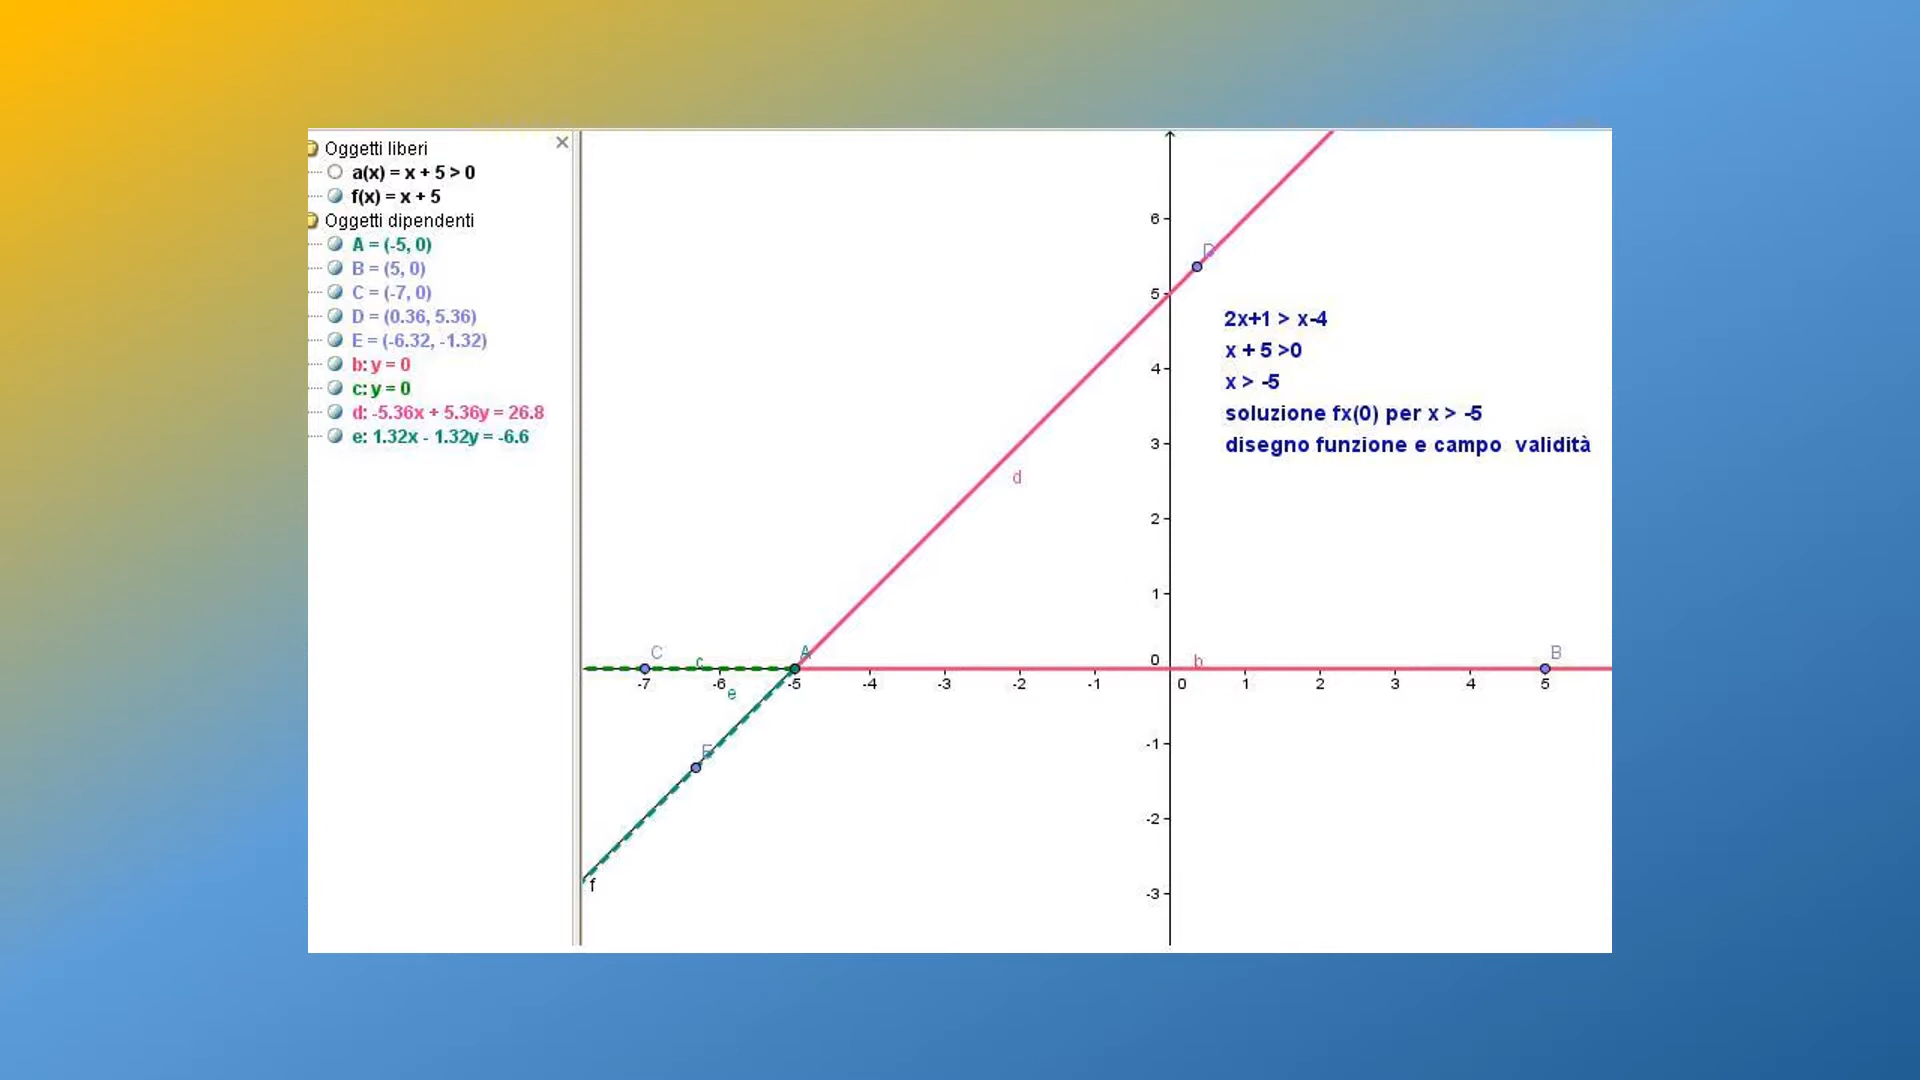 Oggetti liberi
a(x) = x + 5 > 0
f(x) = x + 5
Oggetti dipendenti
A = (-5, 0)
B = (5, 0)
C = (-7, 0)
D = (0.36, 5.36)
E = (-6.32, -1.32)
b: y = 0
c: y = 0
d: -5.36x + 5.36y = 26.8
e: 1.32x - 1.32y = -6.6
6
D
5
2x+1 > x-4
x + 5 >0
4
x > -5
soluzione fx(0) per x > -5
3
disegno funzione e campo validità
d
2
1
C c A 0 b B
-7 -6 -5 -4 -3 -2 -1 0 1 2 3 4 5
e
-1
E
-2
f
-3